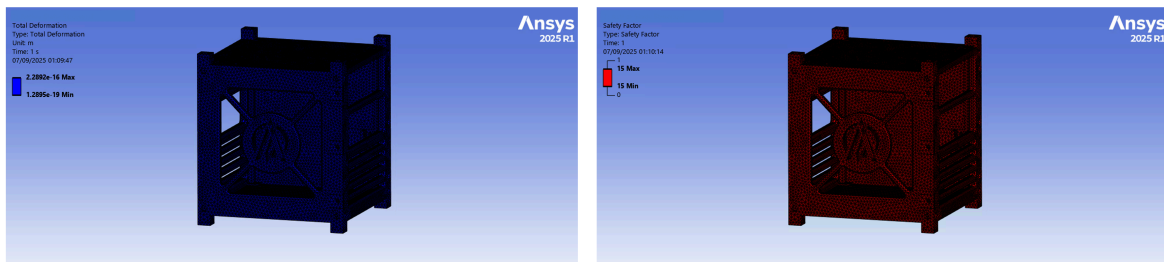 Total Deformation
Type: Total Deformation
Unit: m
Time: 1 s
07/09/2025 01:09:47
2.2892e-16 Max
1.2895e-19 Min
Ansys
2025 R1
Safety Factor
Type: Safety Factor
Time: 1
07/09/2025 01:10:14
1
15 Max
15 Min
0
Ansys
2025 R1